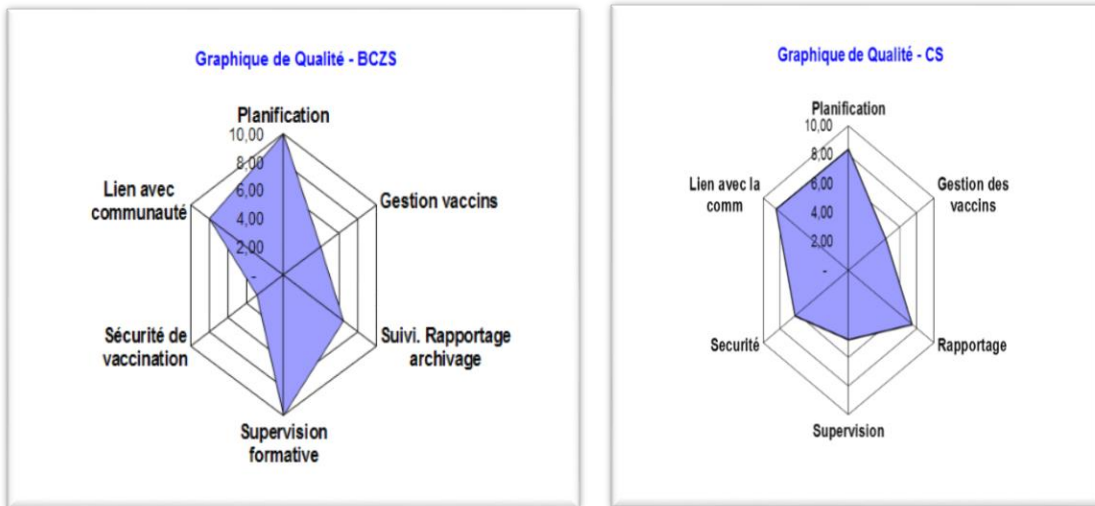 Graphique de Qualité - BCZS
Planification
10,00
8,00
6,00
4,00
2,00
-
Lien avec
communauté
Gestion vaccins
Sécurité de
vaccination
Suivi. Rapportage
archivage
Supervision
formative
Graphique de Qualité - CS
Planification
10,00
8,00
6,00
4,00
2,00
-
Lien avec la
comm
Gestion des
vaccins
Securité
Rapportage
Supervision